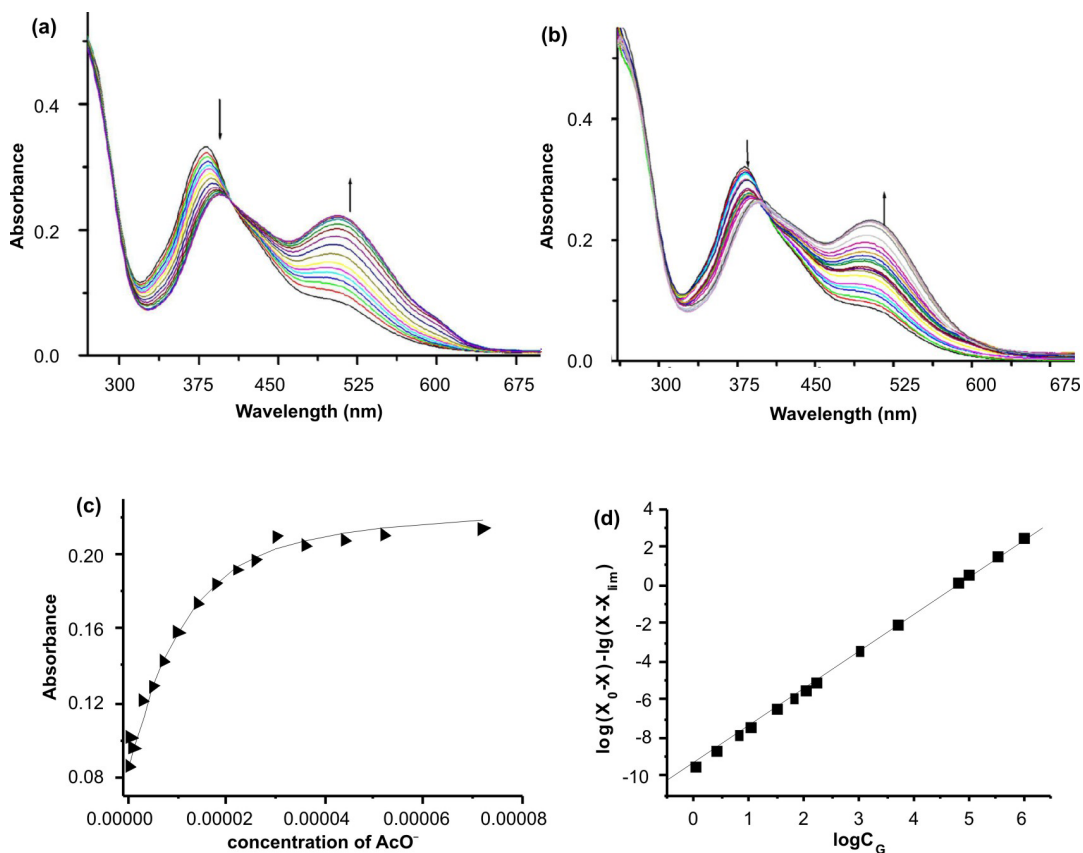 (a)
0.4
0.2
0.0
Absorbance
300 375 450 525 600 675
Wavelength (nm)
(b)
0.4
0.2
0.0
Absorbance
300 375 450 525 600 675
Wavelength (nm)
(c)
0.20
0.16
0.12
0.08
Absorbance
0.00000 0.00002 0.00004 0.00006 0.00008
concentration of AcO⁻
(d)
4
2
0
-2
-4
-6
-8
-10
log(X₀-X)-lg(X-Xlim)
0 1 2 3 4 5 6
logCG